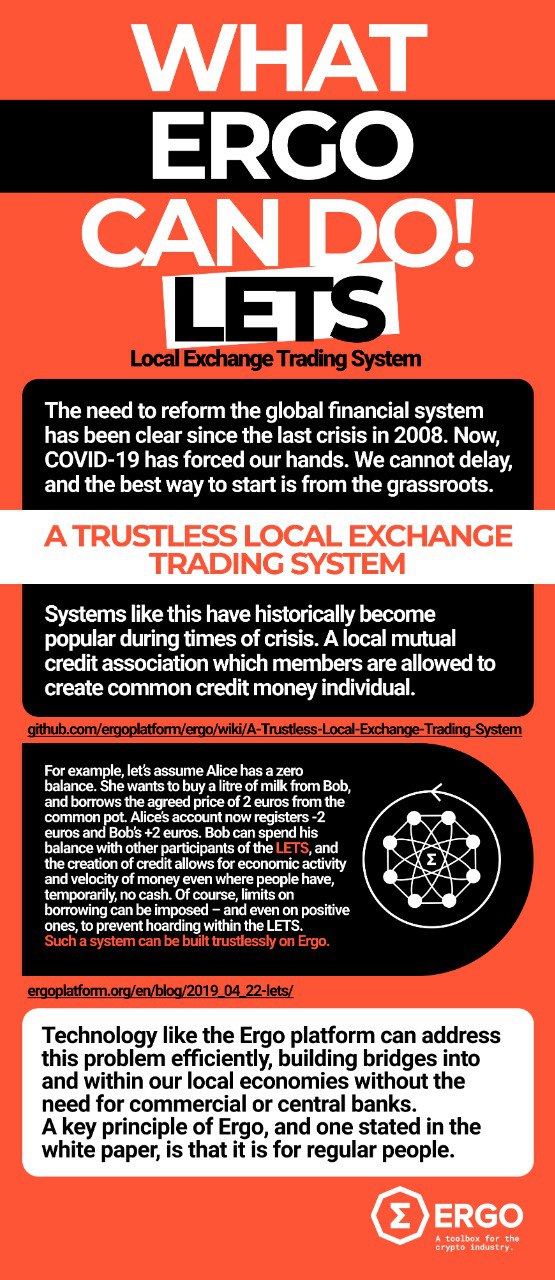 WHAT
ERGO
CAN DO!
LETS
Local Exchange Trading System
The need to reform the global financial system
has been clear since the last crisis in 2008. Now,
COVID-19 has forced our hands. We cannot delay,
and the best way to start is from the grassroots.
A TRUSTLESS LOCAL EXCHANGE
TRADING SYSTEM
Systems like this have historically become
popular during times of crisis. A local mutual
credit association which members are allowed to
create common credit money individual.
github.com/ergoplatform/ergo/wiki/A-Trustless-Local-Exchange-Trading-System
For example, let's assume Alice has a zero
balance. She wants to buy a litre of milk from Bob,
and borrows the agreed price of 2 euros from the
common pot. Alice's account now registers -2
euros and Bob's +2 euros. Bob can spend his
balance with other participants of the LETS, and
the creation of credit allows for economic activity
and velocity of money even where people have,
temporarily, no cash. Of course, limits on
borrowing can be imposed – and even on positive
ones, to prevent hoarding within the LETS.
Such a system can be built trustlessly on Ergo.
Σ
ergoplatform.org/en/blog/2019_04_22-lets/
Technology like the Ergo platform can address
this problem efficiently, building bridges into
and within our local economies without the
need for commercial or central banks.
A key principle of Ergo, and one stated in the
white paper, is that it is for regular people.
Σ ERGO
A toolbox for the
crypto industry.